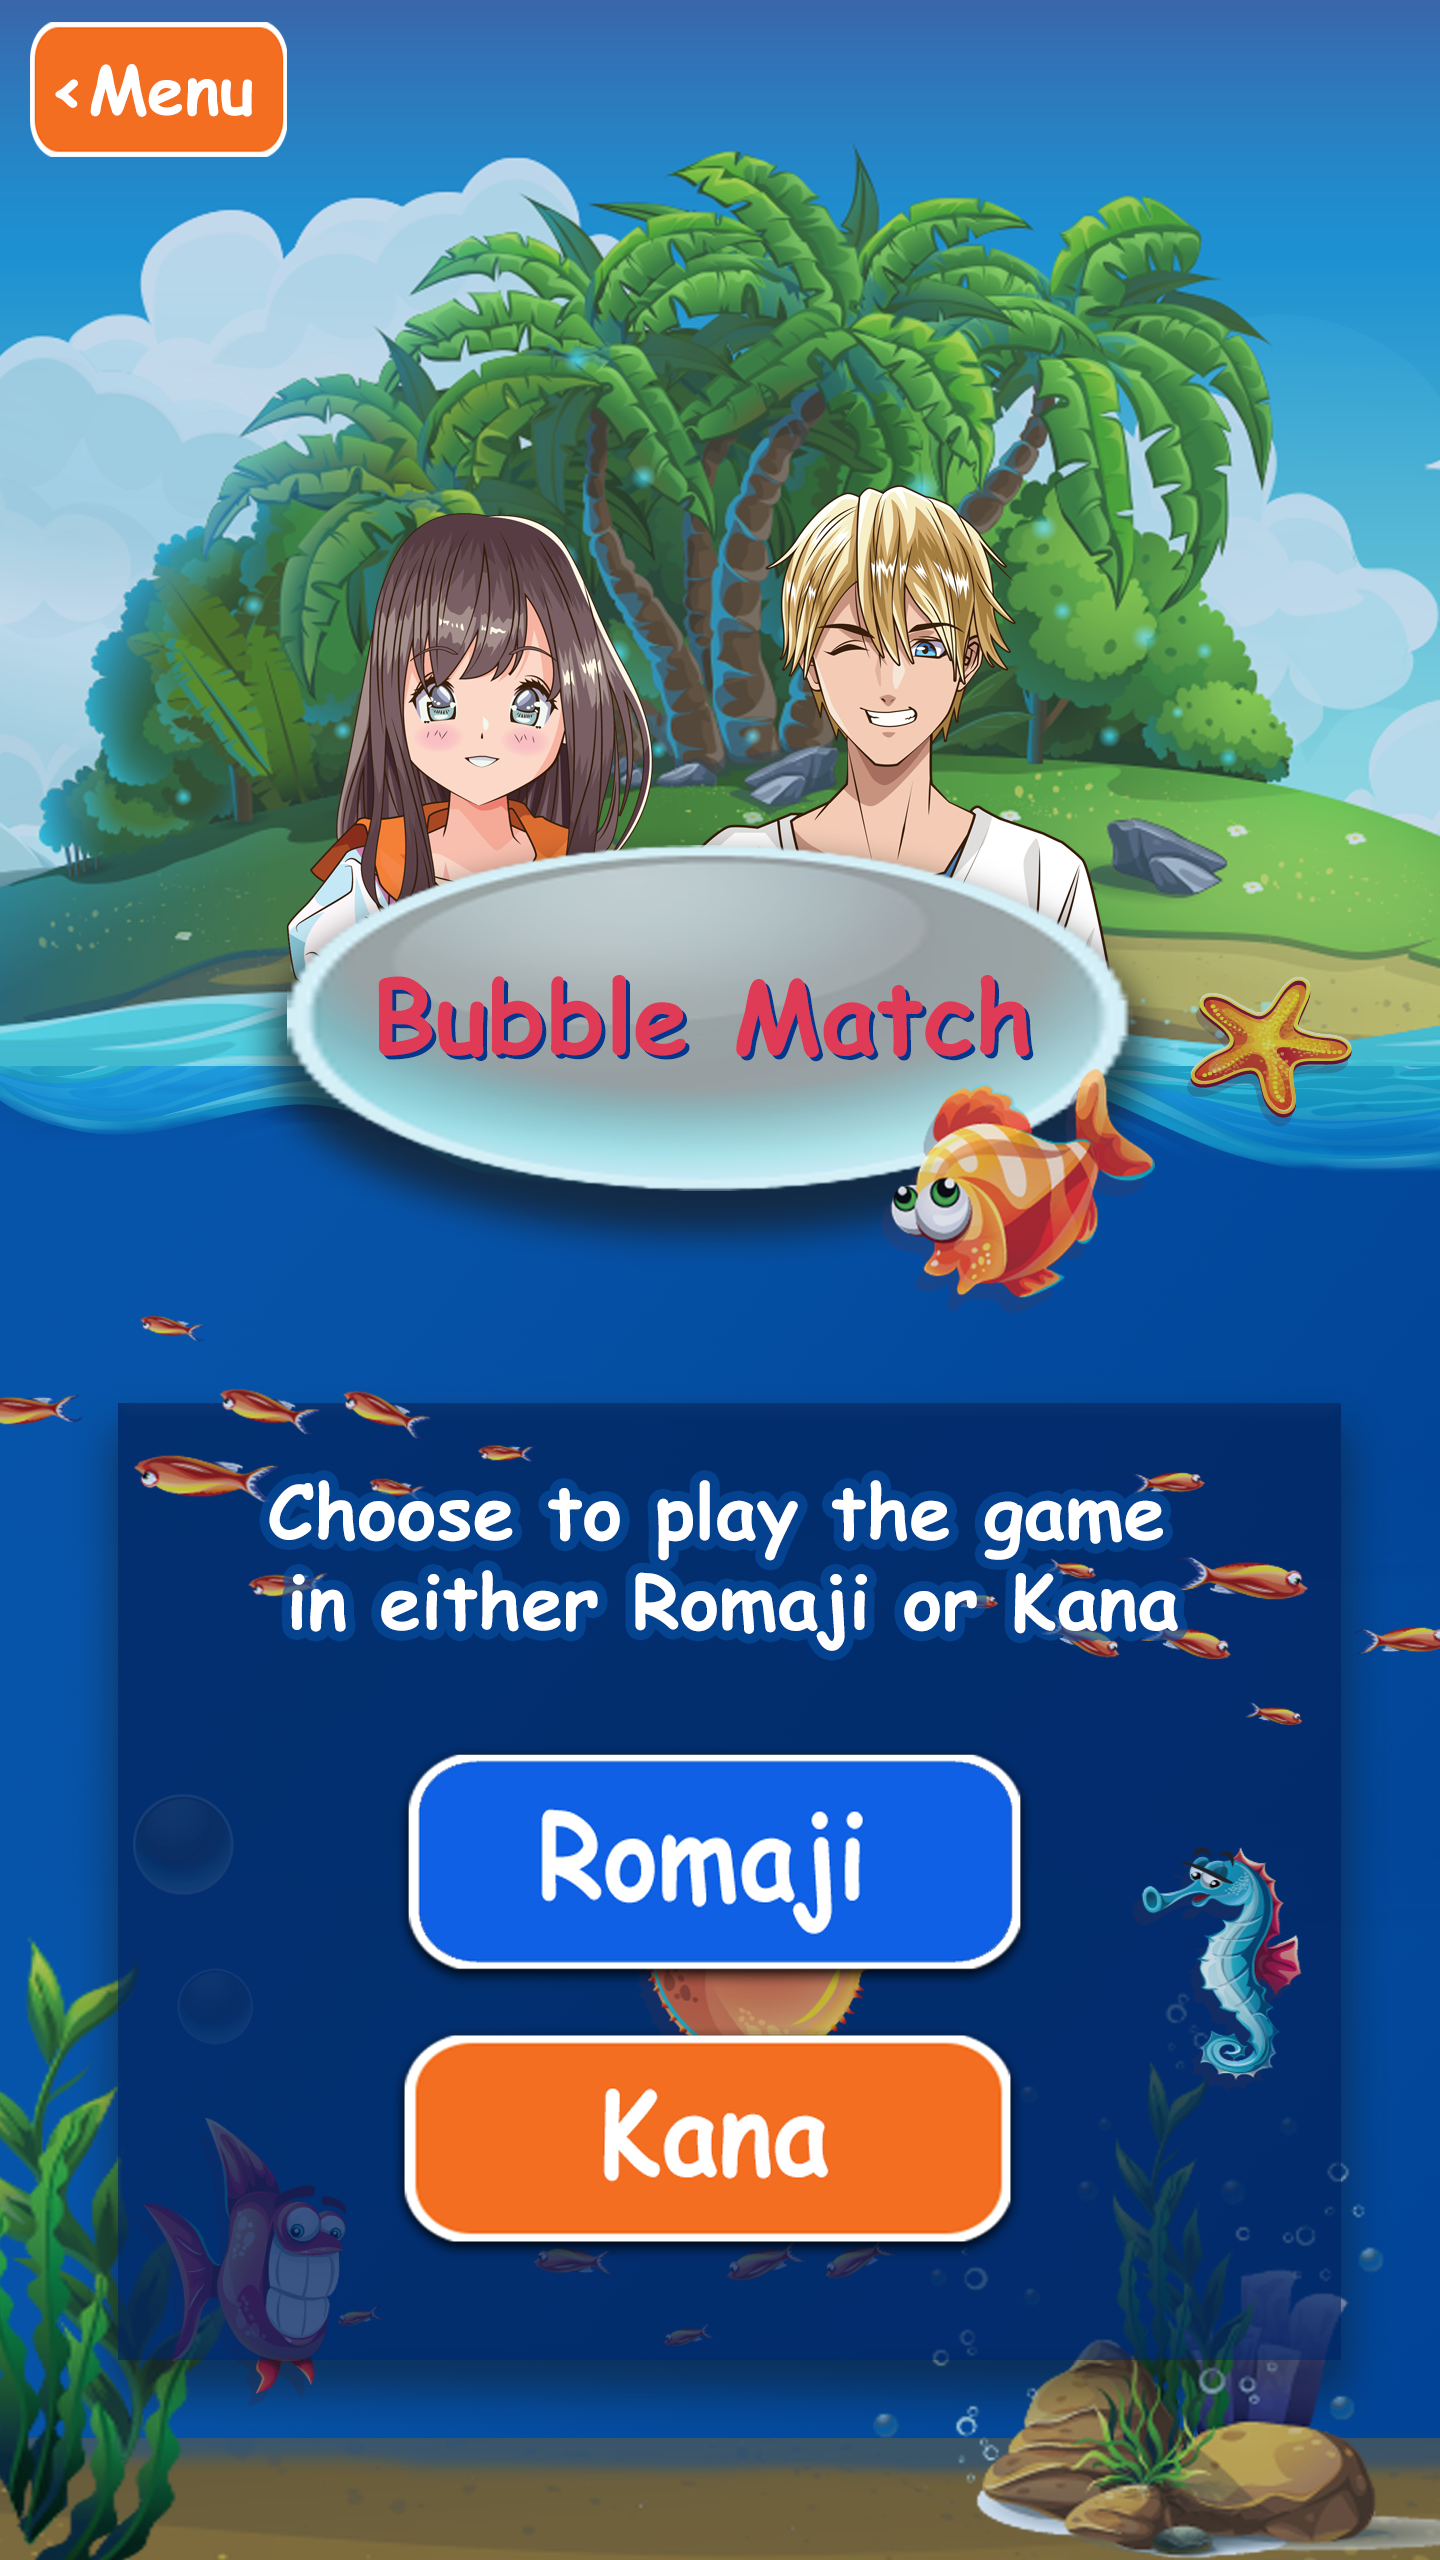 < Menu
Bubble Match
Choose to play the game
in either Romaji or Kana
Romaji
Kana